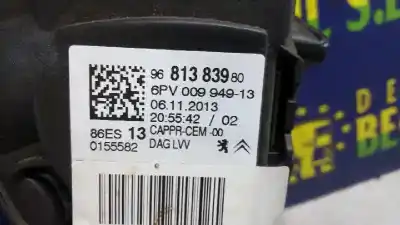 96 813 839 80
6PV 009 949-13
06.11.2013
20:55:42 / 02
86ES 13 CAPPR-CEM -00
0155582 DAG LVV